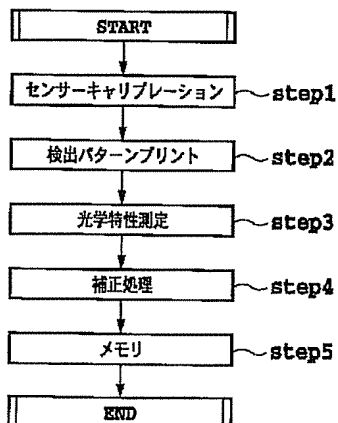 START
センサーキャリブレーション step1
検出パターンプリント step2
光学特性測定 step3
補正処理 step4
メモリ step5
END